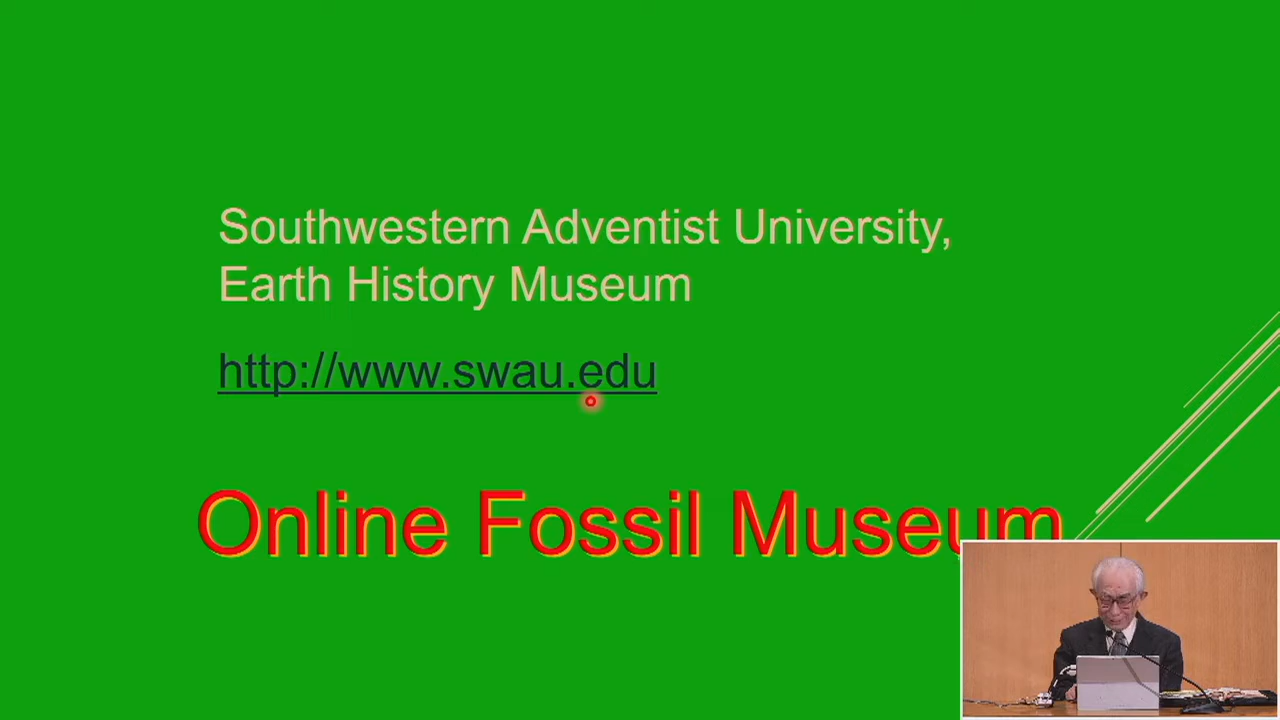 Southwestern Adventist University,
Earth History Museum
http://www.swau.edu
Online Fossil Museum